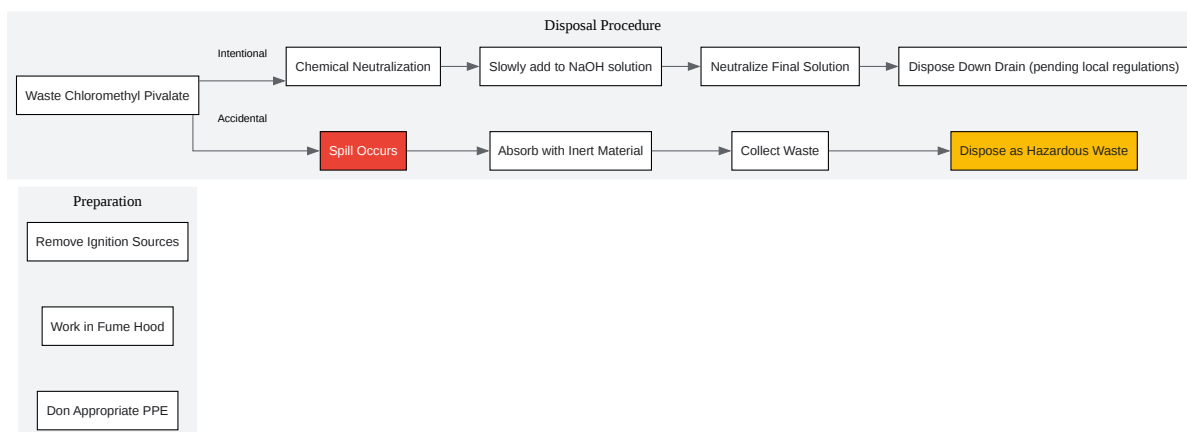 Disposal Procedure
Intentional
Chemical Neutralization
Slowly add to NaOH solution
Neutralize Final Solution
Dispose Down Drain (pending local regulations)
Waste Chloromethyl Pivalate
Accidental
Spill Occurs
Absorb with Inert Material
Collect Waste
Dispose as Hazardous Waste
Preparation
Remove Ignition Sources
Work in Fume Hood
Don Appropriate PPE